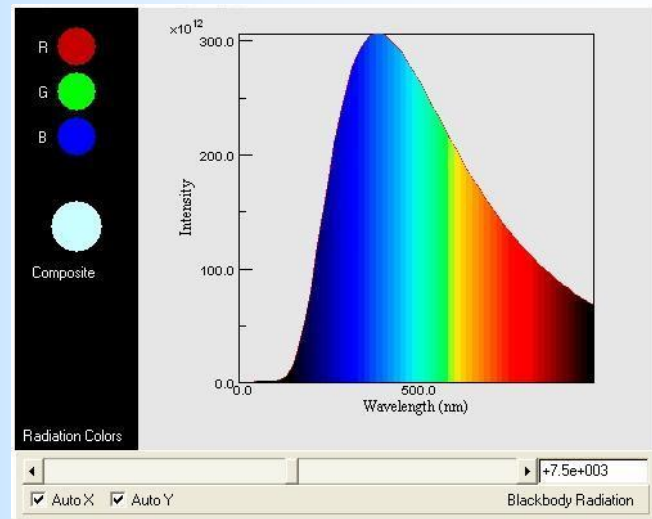 R
G
B
Composite
Radiation Colors
×10¹²
300.0
200.0
100.0
0.0
Intensity
0.0
500.0
Wavelength (nm)
+7.5e+003
Auto X
Auto Y
Blackbody Radiation